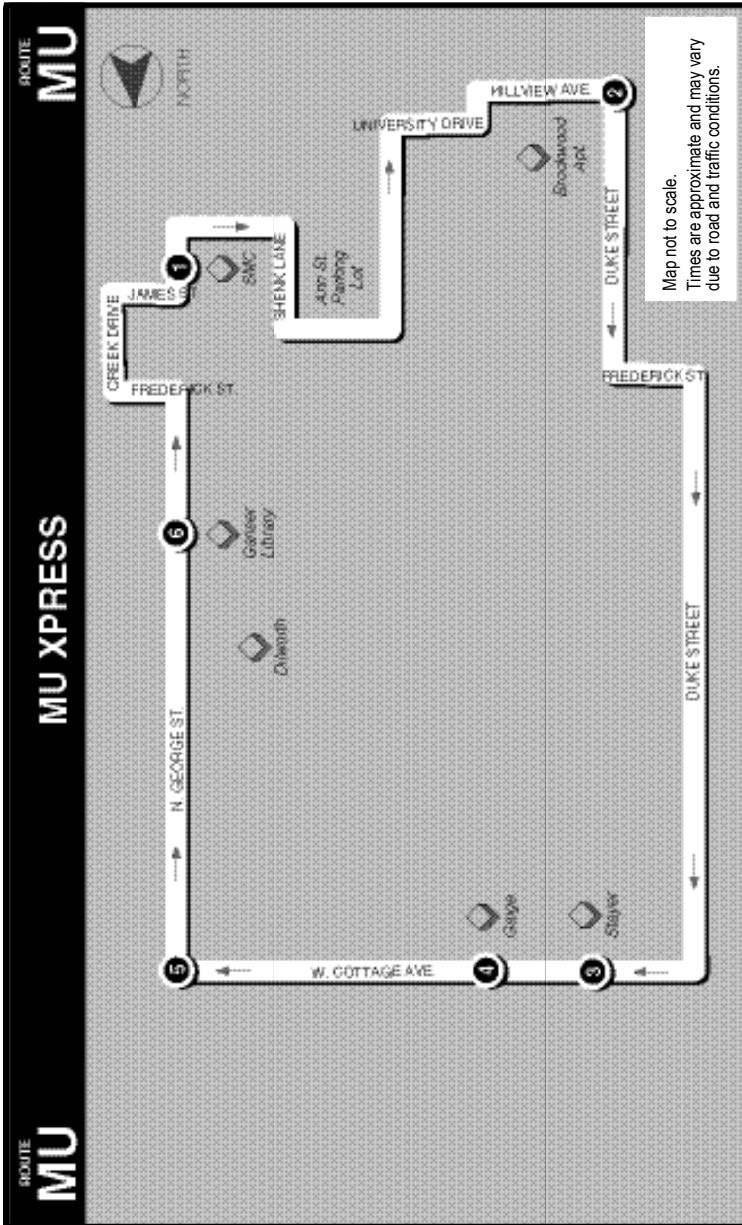 ROUTE
MU
MU XPRESS
ROUTE
MU
NORTH
CREEK DRIVE
JAMES ST.
FREDERICK ST.
1
SMC
SHENK LANE
Ann St.
Parking
Lot
UNIVERSITY DRIVE
HILLVIEW AVE.
2
Brookwood
Apt.
DUKE STREET
FREDERICK ST.
DUKE STREET
3
Stayer
4
Gaige
W. COTTAGE AVE.
5
N. GEORGE ST.
Dilworth
6
Ganser
Library
Map not to scale.
Times are approximate and may vary
due to road and traffic conditions.